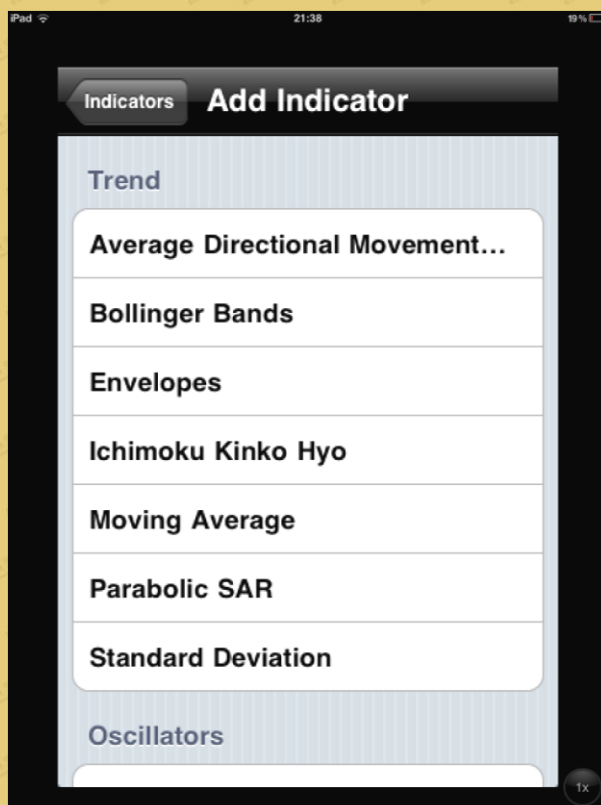 iPad 21:38 19%
Indicators Add Indicator
Trend
Average Directional Movement...
Bollinger Bands
Envelopes
Ichimoku Kinko Hyo
Moving Average
Parabolic SAR
Standard Deviation
Oscillators
1x